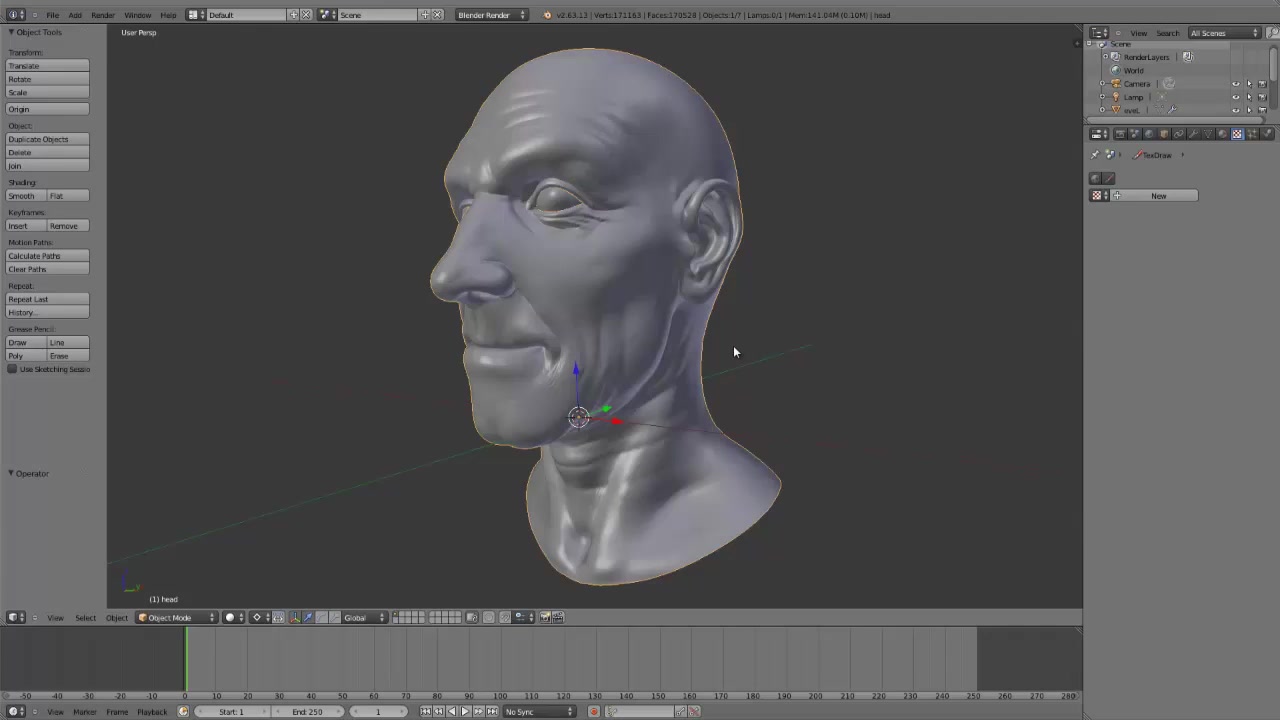 File Add Render Window Help Default Scene Blender Render v2.63.13 | Verts:171163 | Faces:170528 | Objects:1/7 | Lamps:0/1 | Mem:141.04M (0.10M) | head
Object Tools
Transform:
Translate
Rotate
Scale
Origin
Object:
Duplicate Objects
Delete
Join
Shading:
Smooth Flat
Keyframes:
Insert Remove
Motion Paths:
Calculate Paths
Clear Paths
Repeat:
Repeat Last
History...
Grease Pencil:
Draw Line
Poly Erase
Use Sketching Sessio
Operator
User Persp
(1) head
View Search All Scenes
Scene
RenderLayers
World
Camera
Lamp
eyeL
TexDraw
New
View Select Object Object Mode Global
-50 -40 -30 -20 -10 0 10 20 30 40 50 60 70 80 90 100 110 120 130 140 150 160 170 180 190 200 210 220 230 240 250 260 270 280
View Marker Frame Playback Start: 1 End: 250 1 No Sync